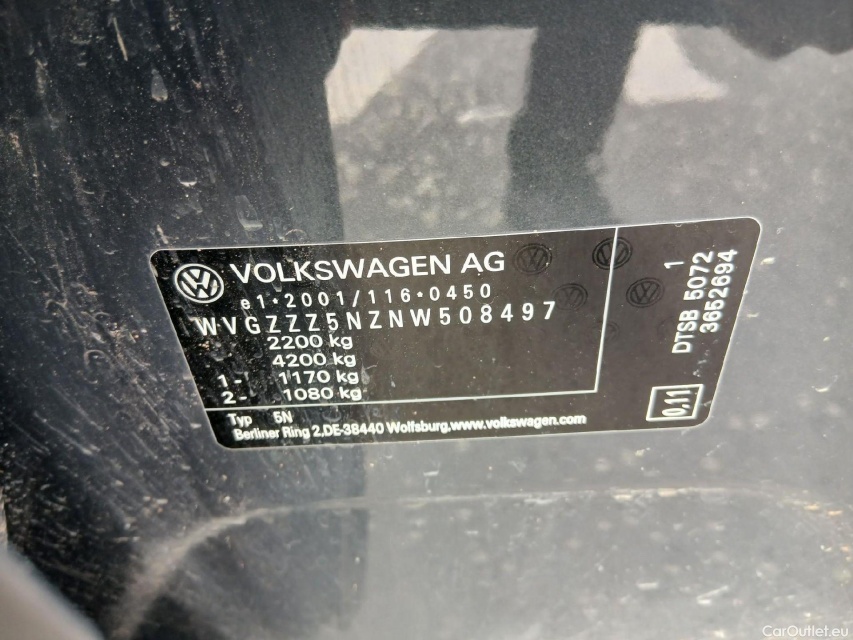 VOLKSWAGEN AG
e1*2001/116*0450
WVGZZZ5NZNW508497
2200 kg
4200 kg
1- 1170 kg
2- 1080 kg
Typ 5N
Berliner Ring 2,DE-38440 Wolfsburg,www.volkswagen.com
1
DTSB 5072
3652694
0,11
CarOutlet.eu